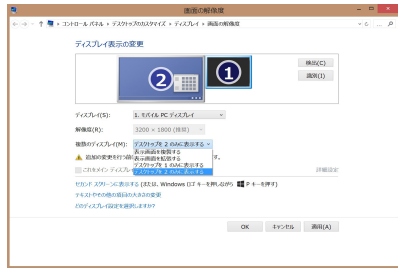 画面の解像度
コントロール パネル ▸ デスクトップのカスタマイズ ▸ ディスプレイ ▸ 画面の解像度
ディスプレイ表示の変更
2
1
検出(C)
識別(I)
ディスプレイ(S):
1. モバイル PC ディスプレイ
解像度(R):
3200 × 1800 (推奨)
複数のディスプレイ(M):
デスクトップを 2 のみに表示する
表示画面を複製する
表示画面を拡張する
デスクトップを 1 のみに表示する
デスクトップを 2 のみに表示する
追加の変更を行う前
す。
これをメイン ディスプレイ
詳細設定
セカンド スクリーンに表示する (または、Windows ロゴ キーを押しながら P キーを押す)
テキストやその他の項目の大きさの変更
どのディスプレイ設定を選択しますか?
OK
キャンセル
適用(A)